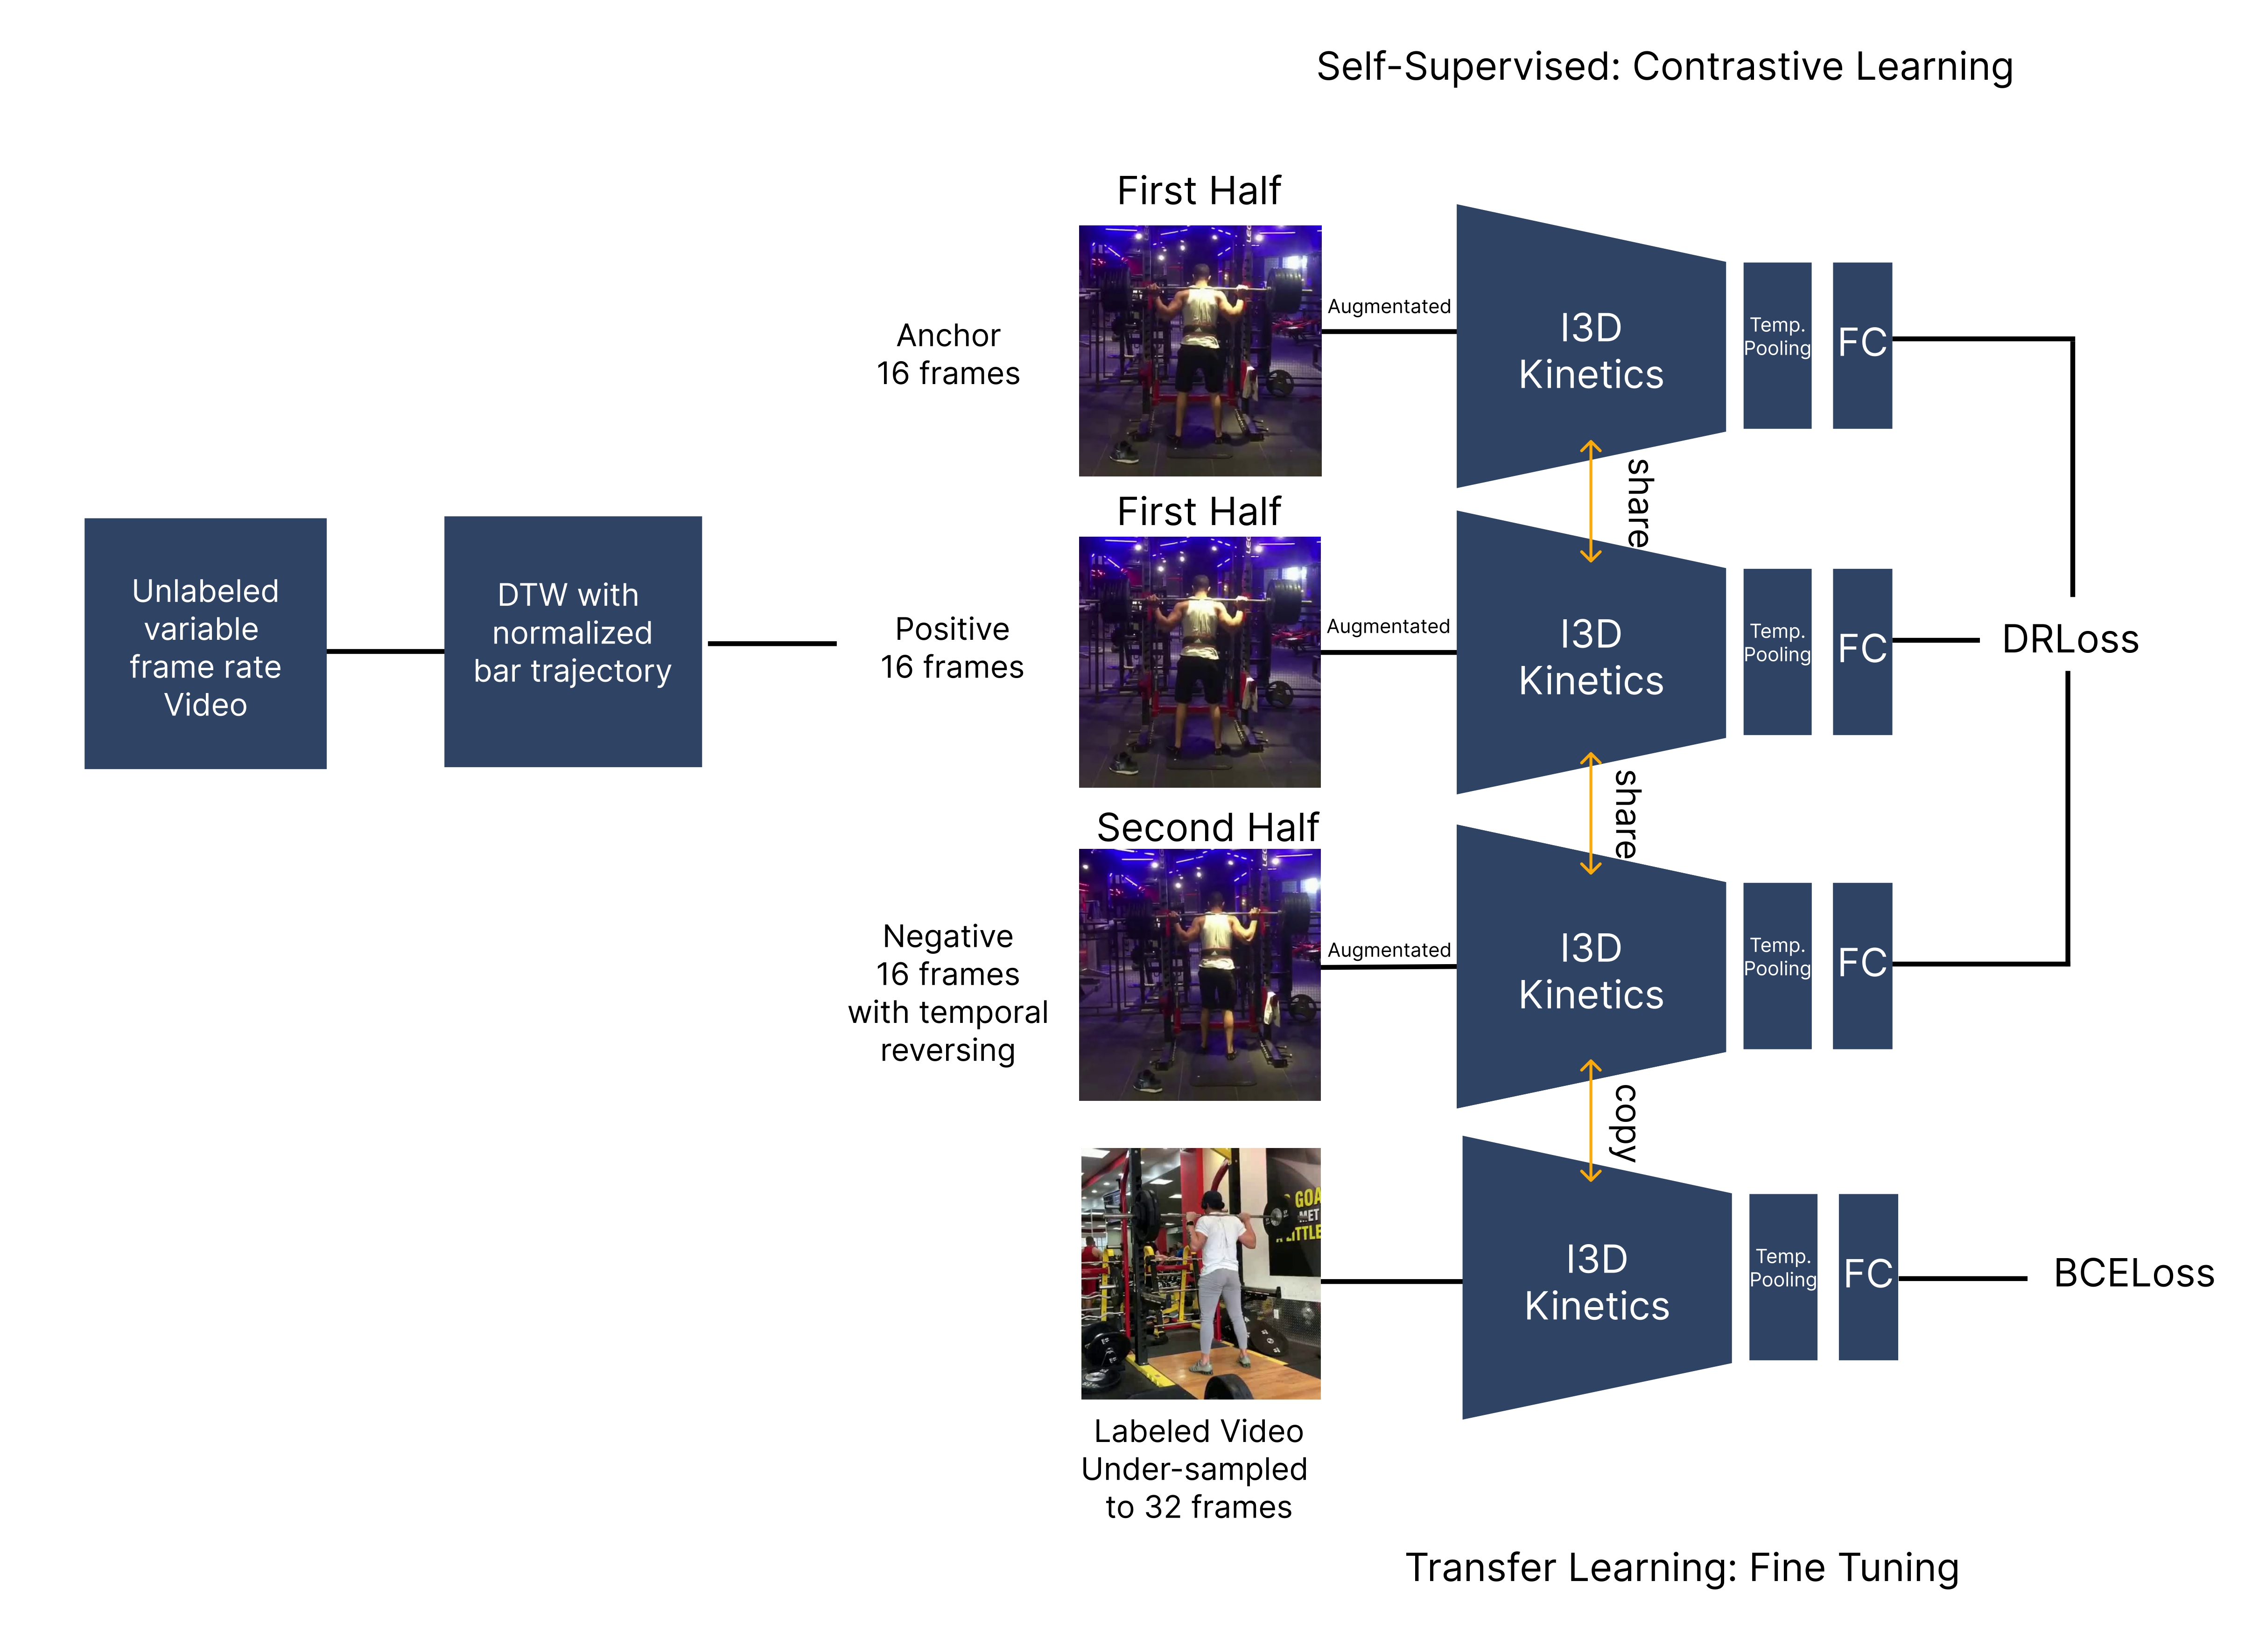 Self-Supervised: Contrastive Learning
First Half
Anchor
16 frames
Augmentated
I3D
Kinetics
Temp.
Pooling
FC
share
Unlabeled
variable
frame rate
Video
DTW with
normalized
bar trajectory
First Half
Positive
16 frames
Augmentated
I3D
Kinetics
Temp.
Pooling
FC
DRLoss
share
Second Half
Negative
16 frames
with temporal
reversing
Augmentated
I3D
Kinetics
Temp.
Pooling
FC
copy
GOA
MET
A LITTLE
I3D
Kinetics
Temp.
Pooling
FC
BCELoss
Labeled Video
Under-sampled
to 32 frames
Transfer Learning: Fine Tuning